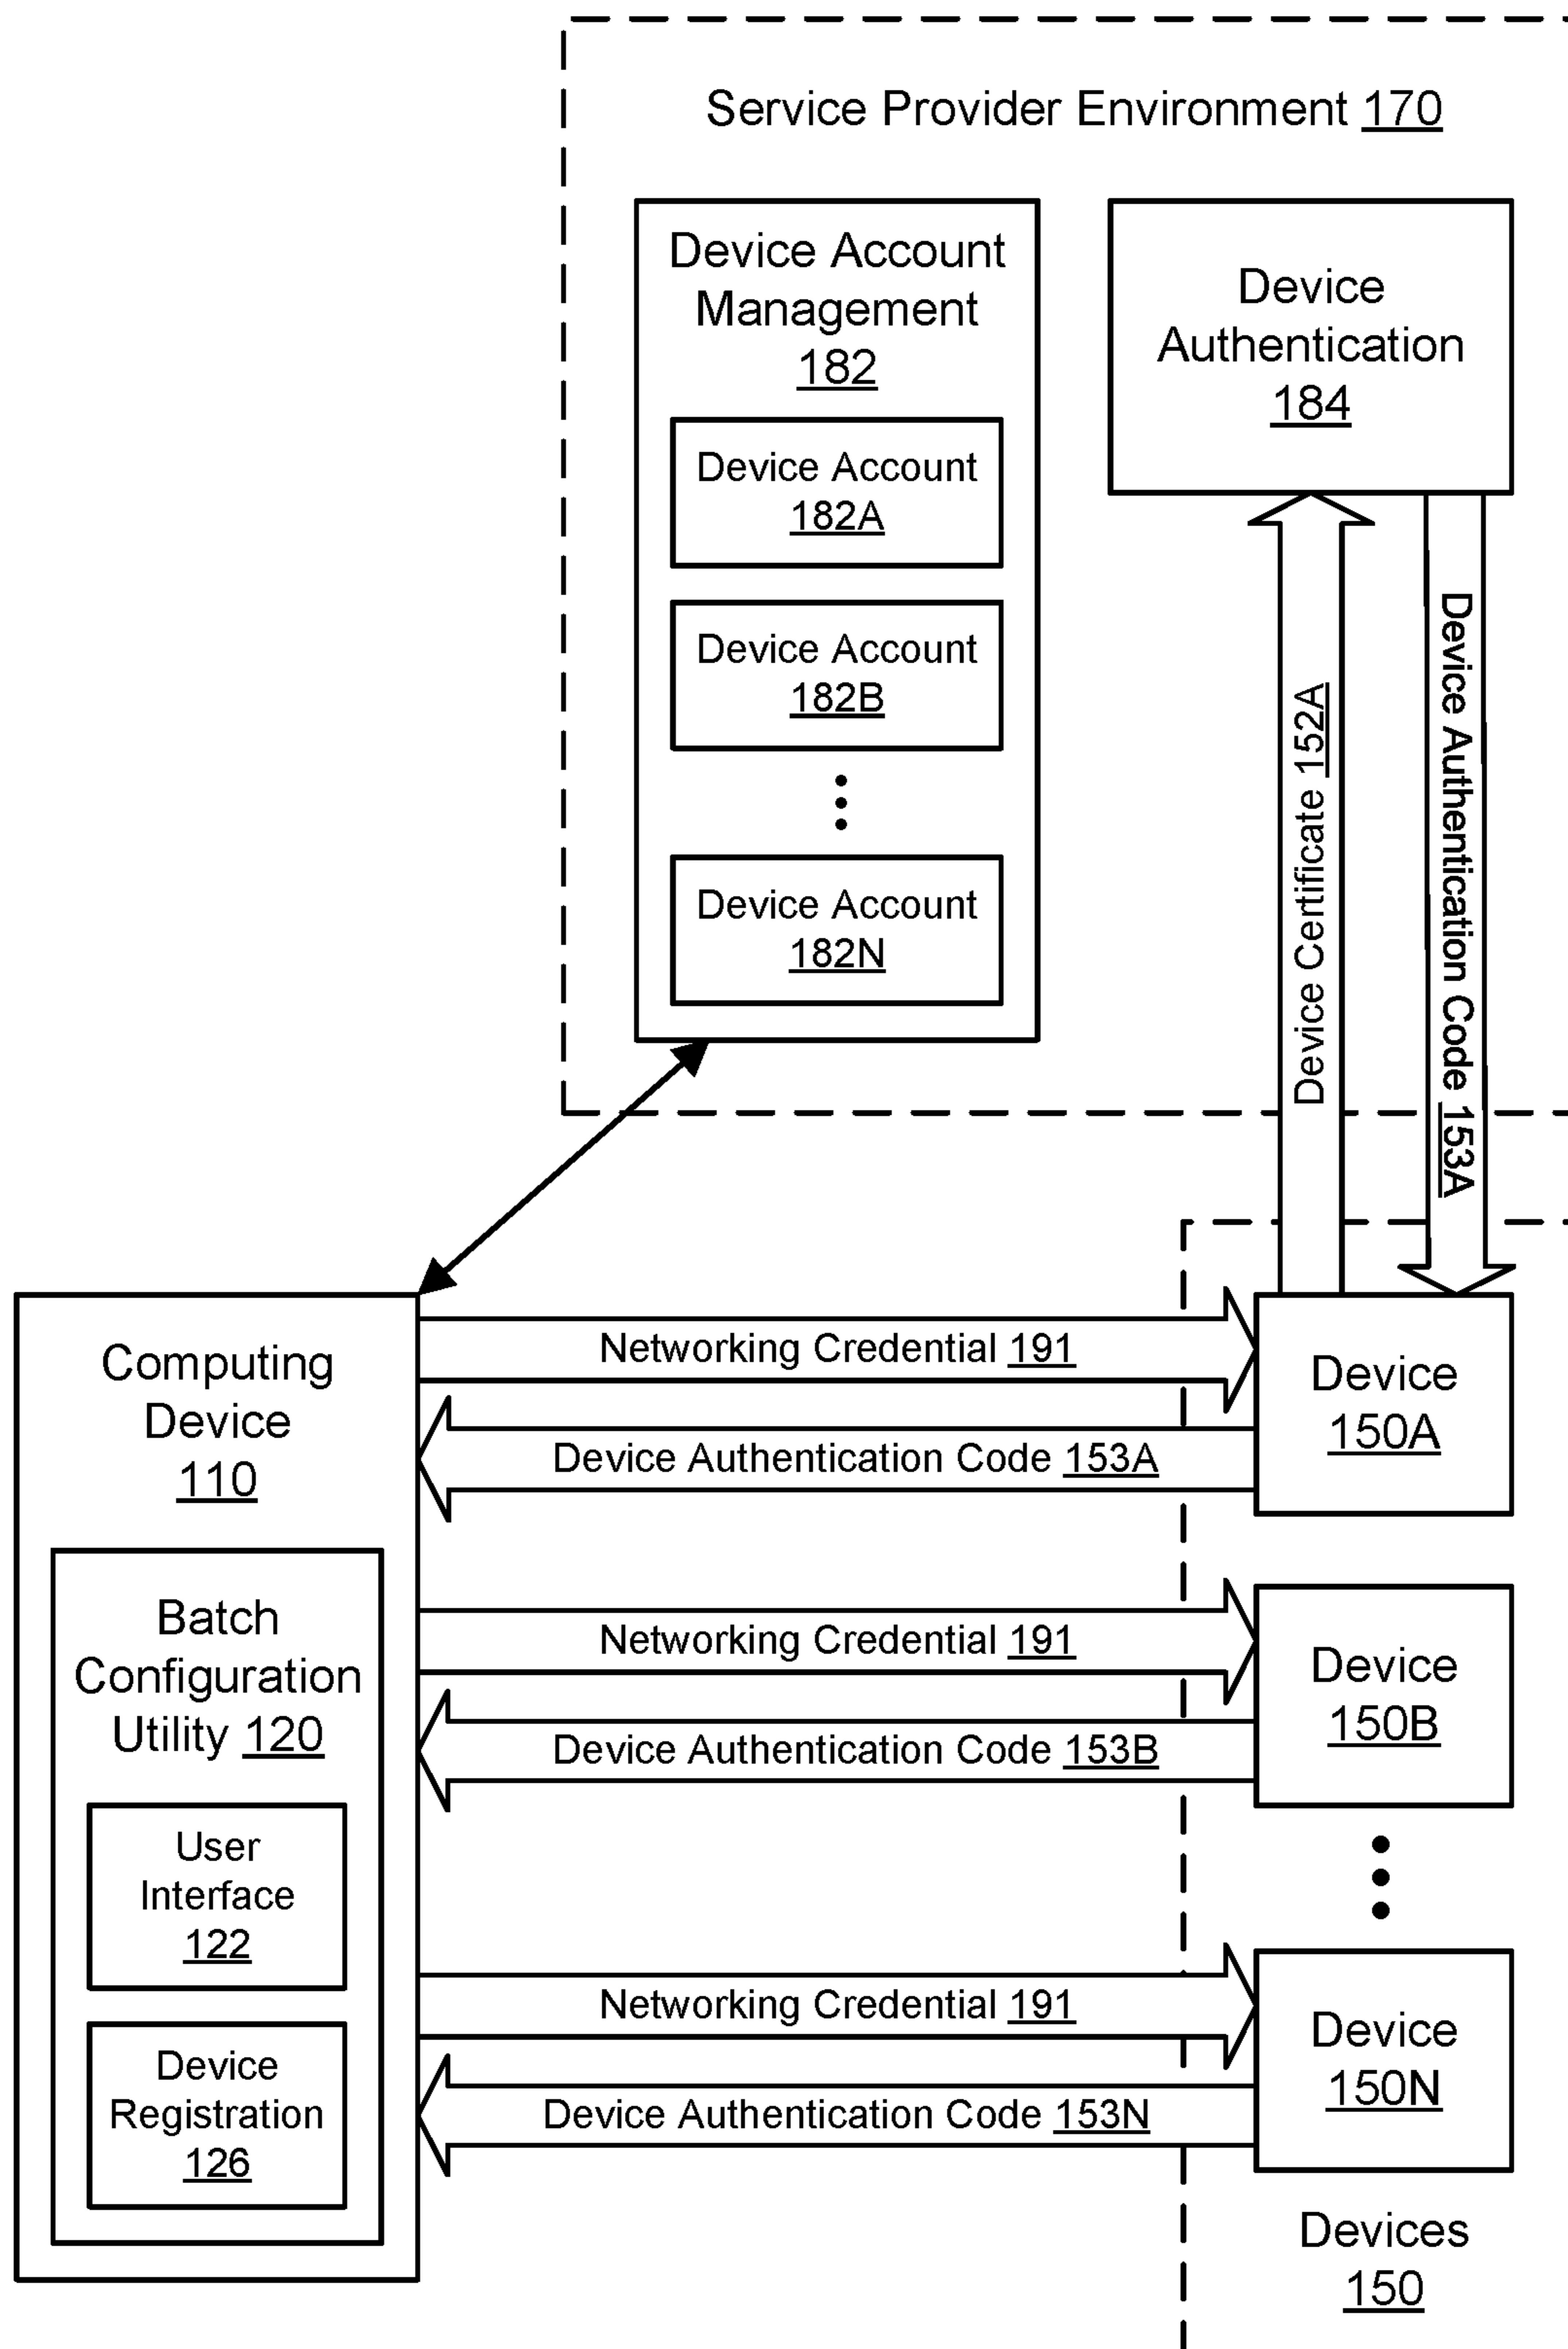 Service Provider Environment 170
Device Account
Management
182
Device Account
182A
Device Account
182B
Device Account
182N
Device
Authentication
184
Device Certificate 152A
Device Authentication Code 153A
Computing
Device
110
Batch
Configuration
Utility 120
User
Interface
122
Device
Registration
126
Networking Credential 191
Device Authentication Code 153A
Device
150A
Networking Credential 191
Device Authentication Code 153B
Device
150B
Networking Credential 191
Device Authentication Code 153N
Device
150N
Devices
150